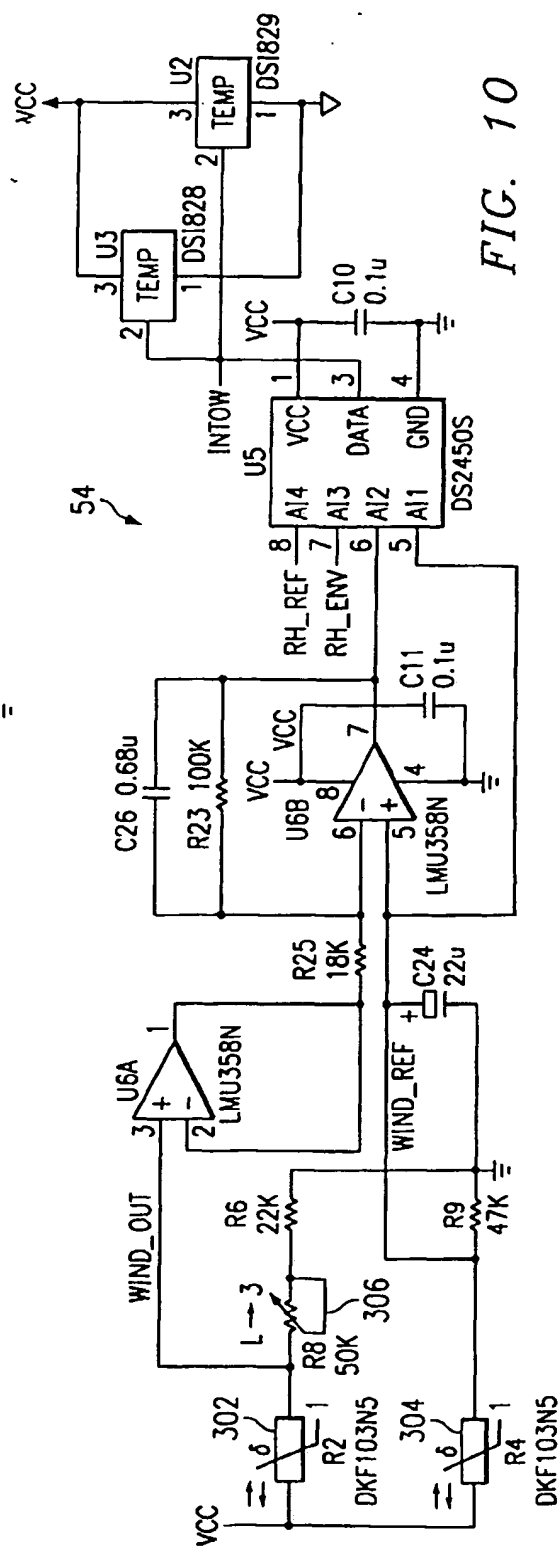 VCC
302
δ
R2
1
DKF103N5
304
δ
R4
1
DKF103N5
WIND_OUT
L → 3
R8
50K
306
R6
22K
R9
47K
WIND_REF
U6A
3
+
2
-
1
LMU358N
R25
18K
+
C24
22u
C26 0.68u
R23 100K
VCC
VCC
U6B
8
6
-
5
+
7
4
LMU358N
C11
0.1u
54
RH_REF
RH_ENV
8
7
6
5
U5
AI4
AI3
AI2
AI1
VCC
DATA
GND
1
3
4
DS2450S
VCC
C10
0.1u
INTOW
U3
3
TEMP
2
1
DS1828
VCC
U2
3
TEMP
2
1
DS1829
FIG. 10